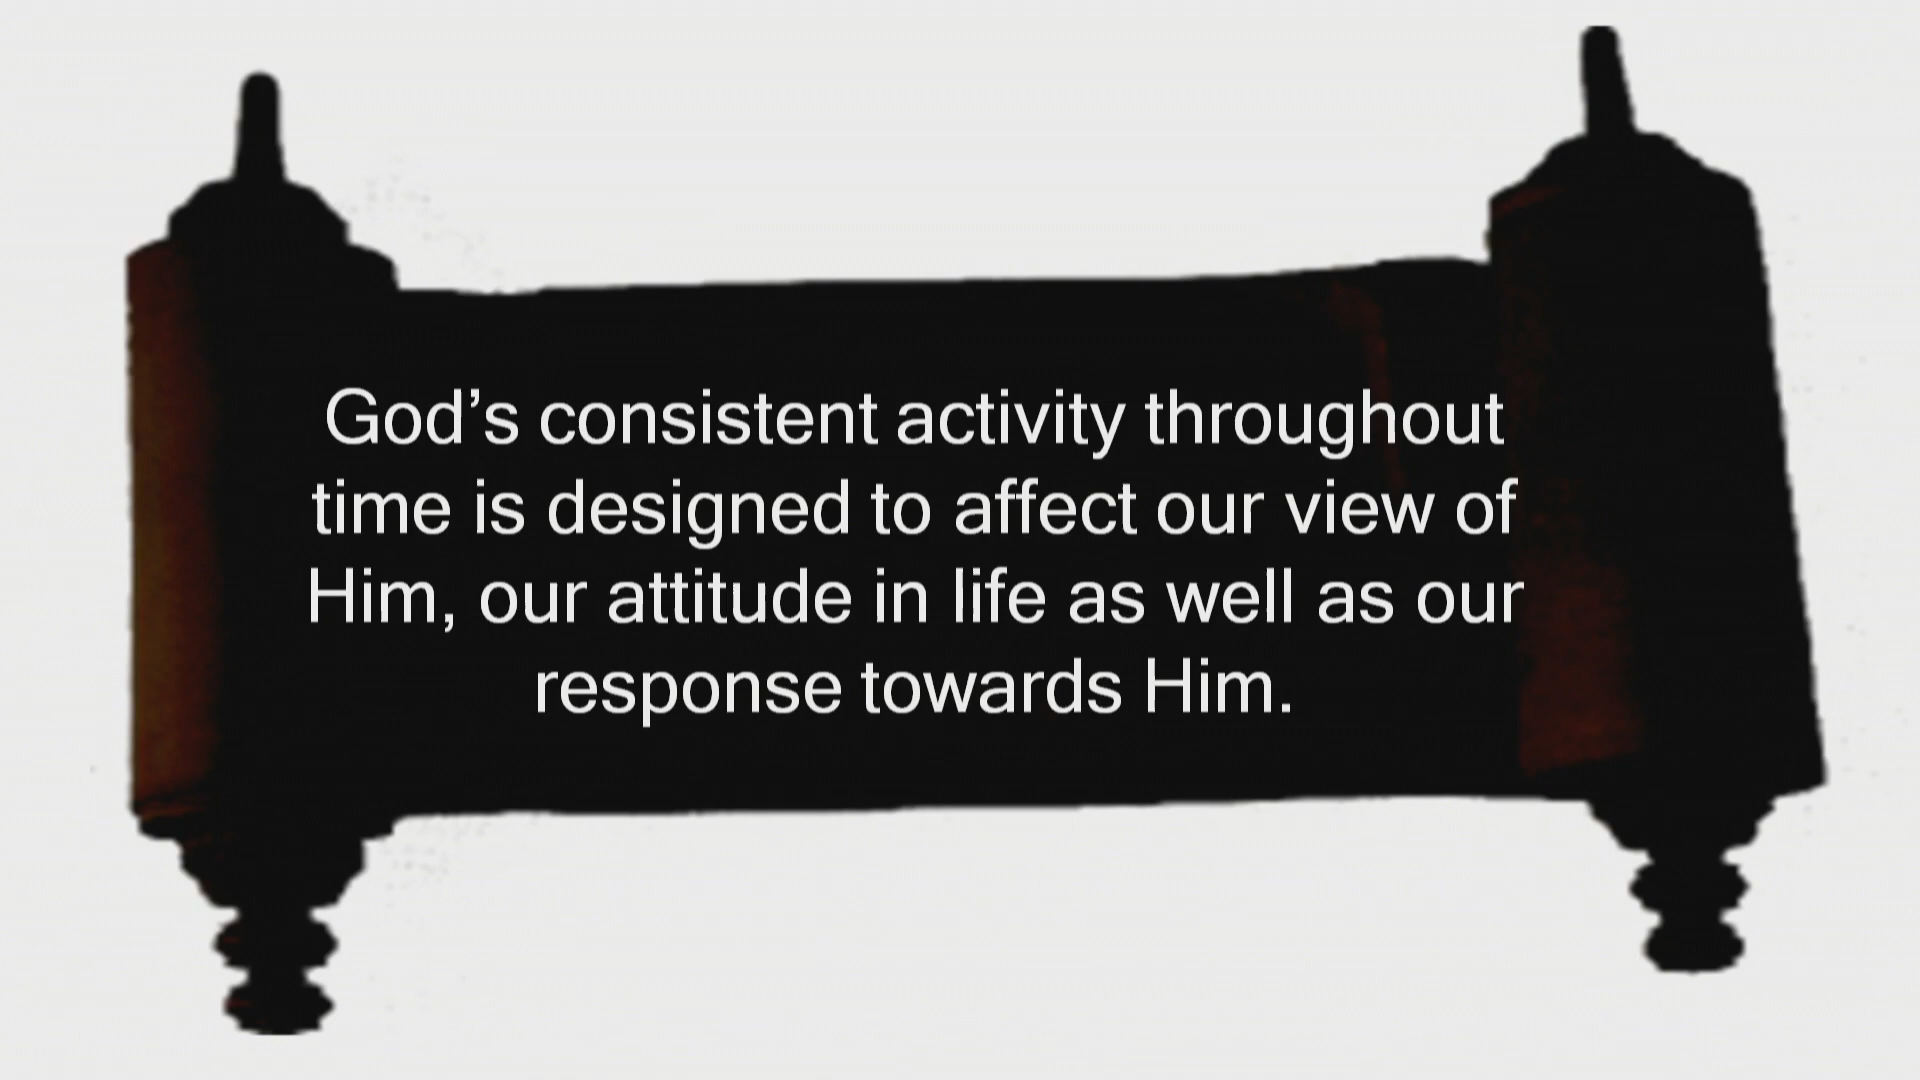 God’s consistent activity throughout
time is designed to affect our view of
Him, our attitude in life as well as our
response towards Him.